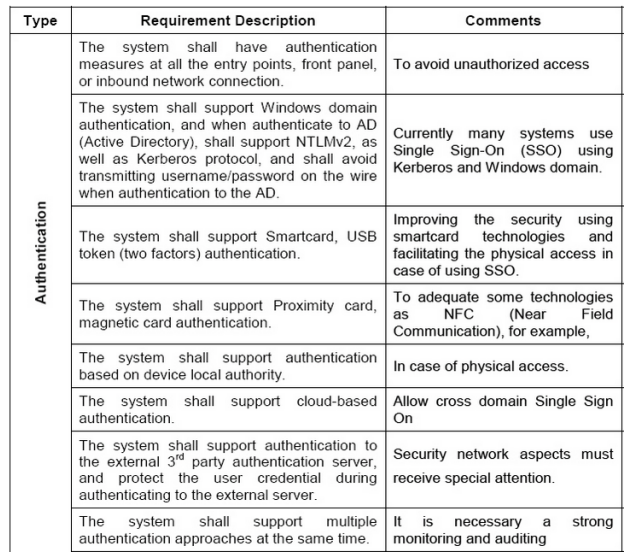 Type Requirement Description Comments
Authentication
The system shall have authentication
measures at all the entry points, front panel,
or inbound network connection.
To avoid unauthorized access
The system shall support Windows domain
authentication, and when authenticate to AD
(Active Directory), shall support NTLMv2, as
well as Kerberos protocol, and shall avoid
transmitting username/password on the wire
when authentication to the AD.
Currently many systems use
Single Sign-On (SSO) using
Kerberos and Windows domain.
The system shall support Smartcard, USB
token (two factors) authentication.
Improving the security using
smartcard technologies and
facilitating the physical access in
case of using SSO.
The system shall support Proximity card,
magnetic card authentication.
To adequate some technologies
as NFC (Near Field
Communication), for example,
The system shall support authentication
based on device local authority.
In case of physical access.
The system shall support cloud-based
authentication.
Allow cross domain Single Sign
On
The system shall support authentication to
the external 3rd party authentication server,
and protect the user credential during
authenticating to the external server.
Security network aspects must
receive special attention.
The system shall support multiple
authentication approaches at the same time.
It is necessary a strong
monitoring and auditing